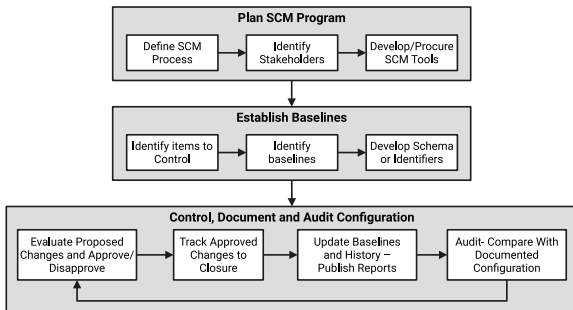 Plan SCM Program
Define SCM
Process
Identify
Stakeholders
Develop/Procure
SCM Tools
Establish Baselines
Identify items to
Control
Identify
baselines
Develop Schema
or Identifiers
Control, Document and Audit Configuration
Evaluate Proposed
Changes and Approve/
Disapprove
Track Approved
Changes to
Closure
Update Baselines
and History –
Publish Reports
Audit- Compare With
Documented
Configuration